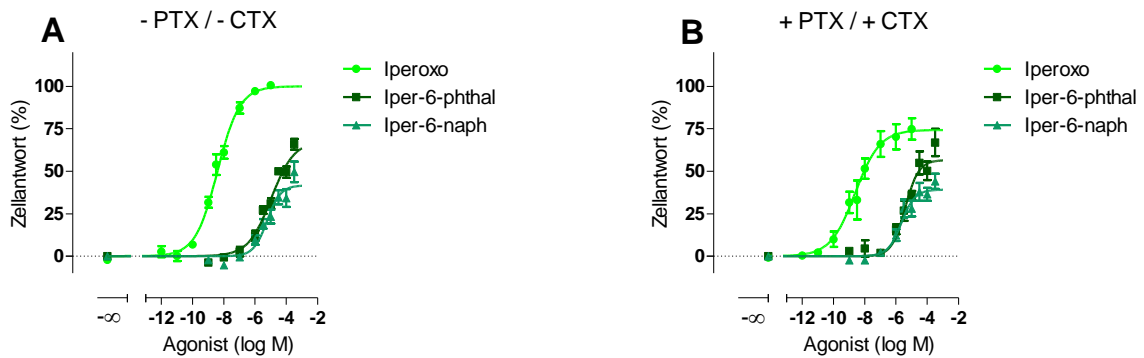 A
- PTX / - CTX
Zellantwort (%)
100
75
50
25
0
-∞
-12
-10
-8
-6
-4
-2
Agonist (log M)
Iperoxo
Iper-6-phthal
Iper-6-naph
B
+ PTX / + CTX
Zellantwort (%)
100
75
50
25
0
-∞
-12
-10
-8
-6
-4
-2
Agonist (log M)
Iperoxo
Iper-6-phthal
Iper-6-naph